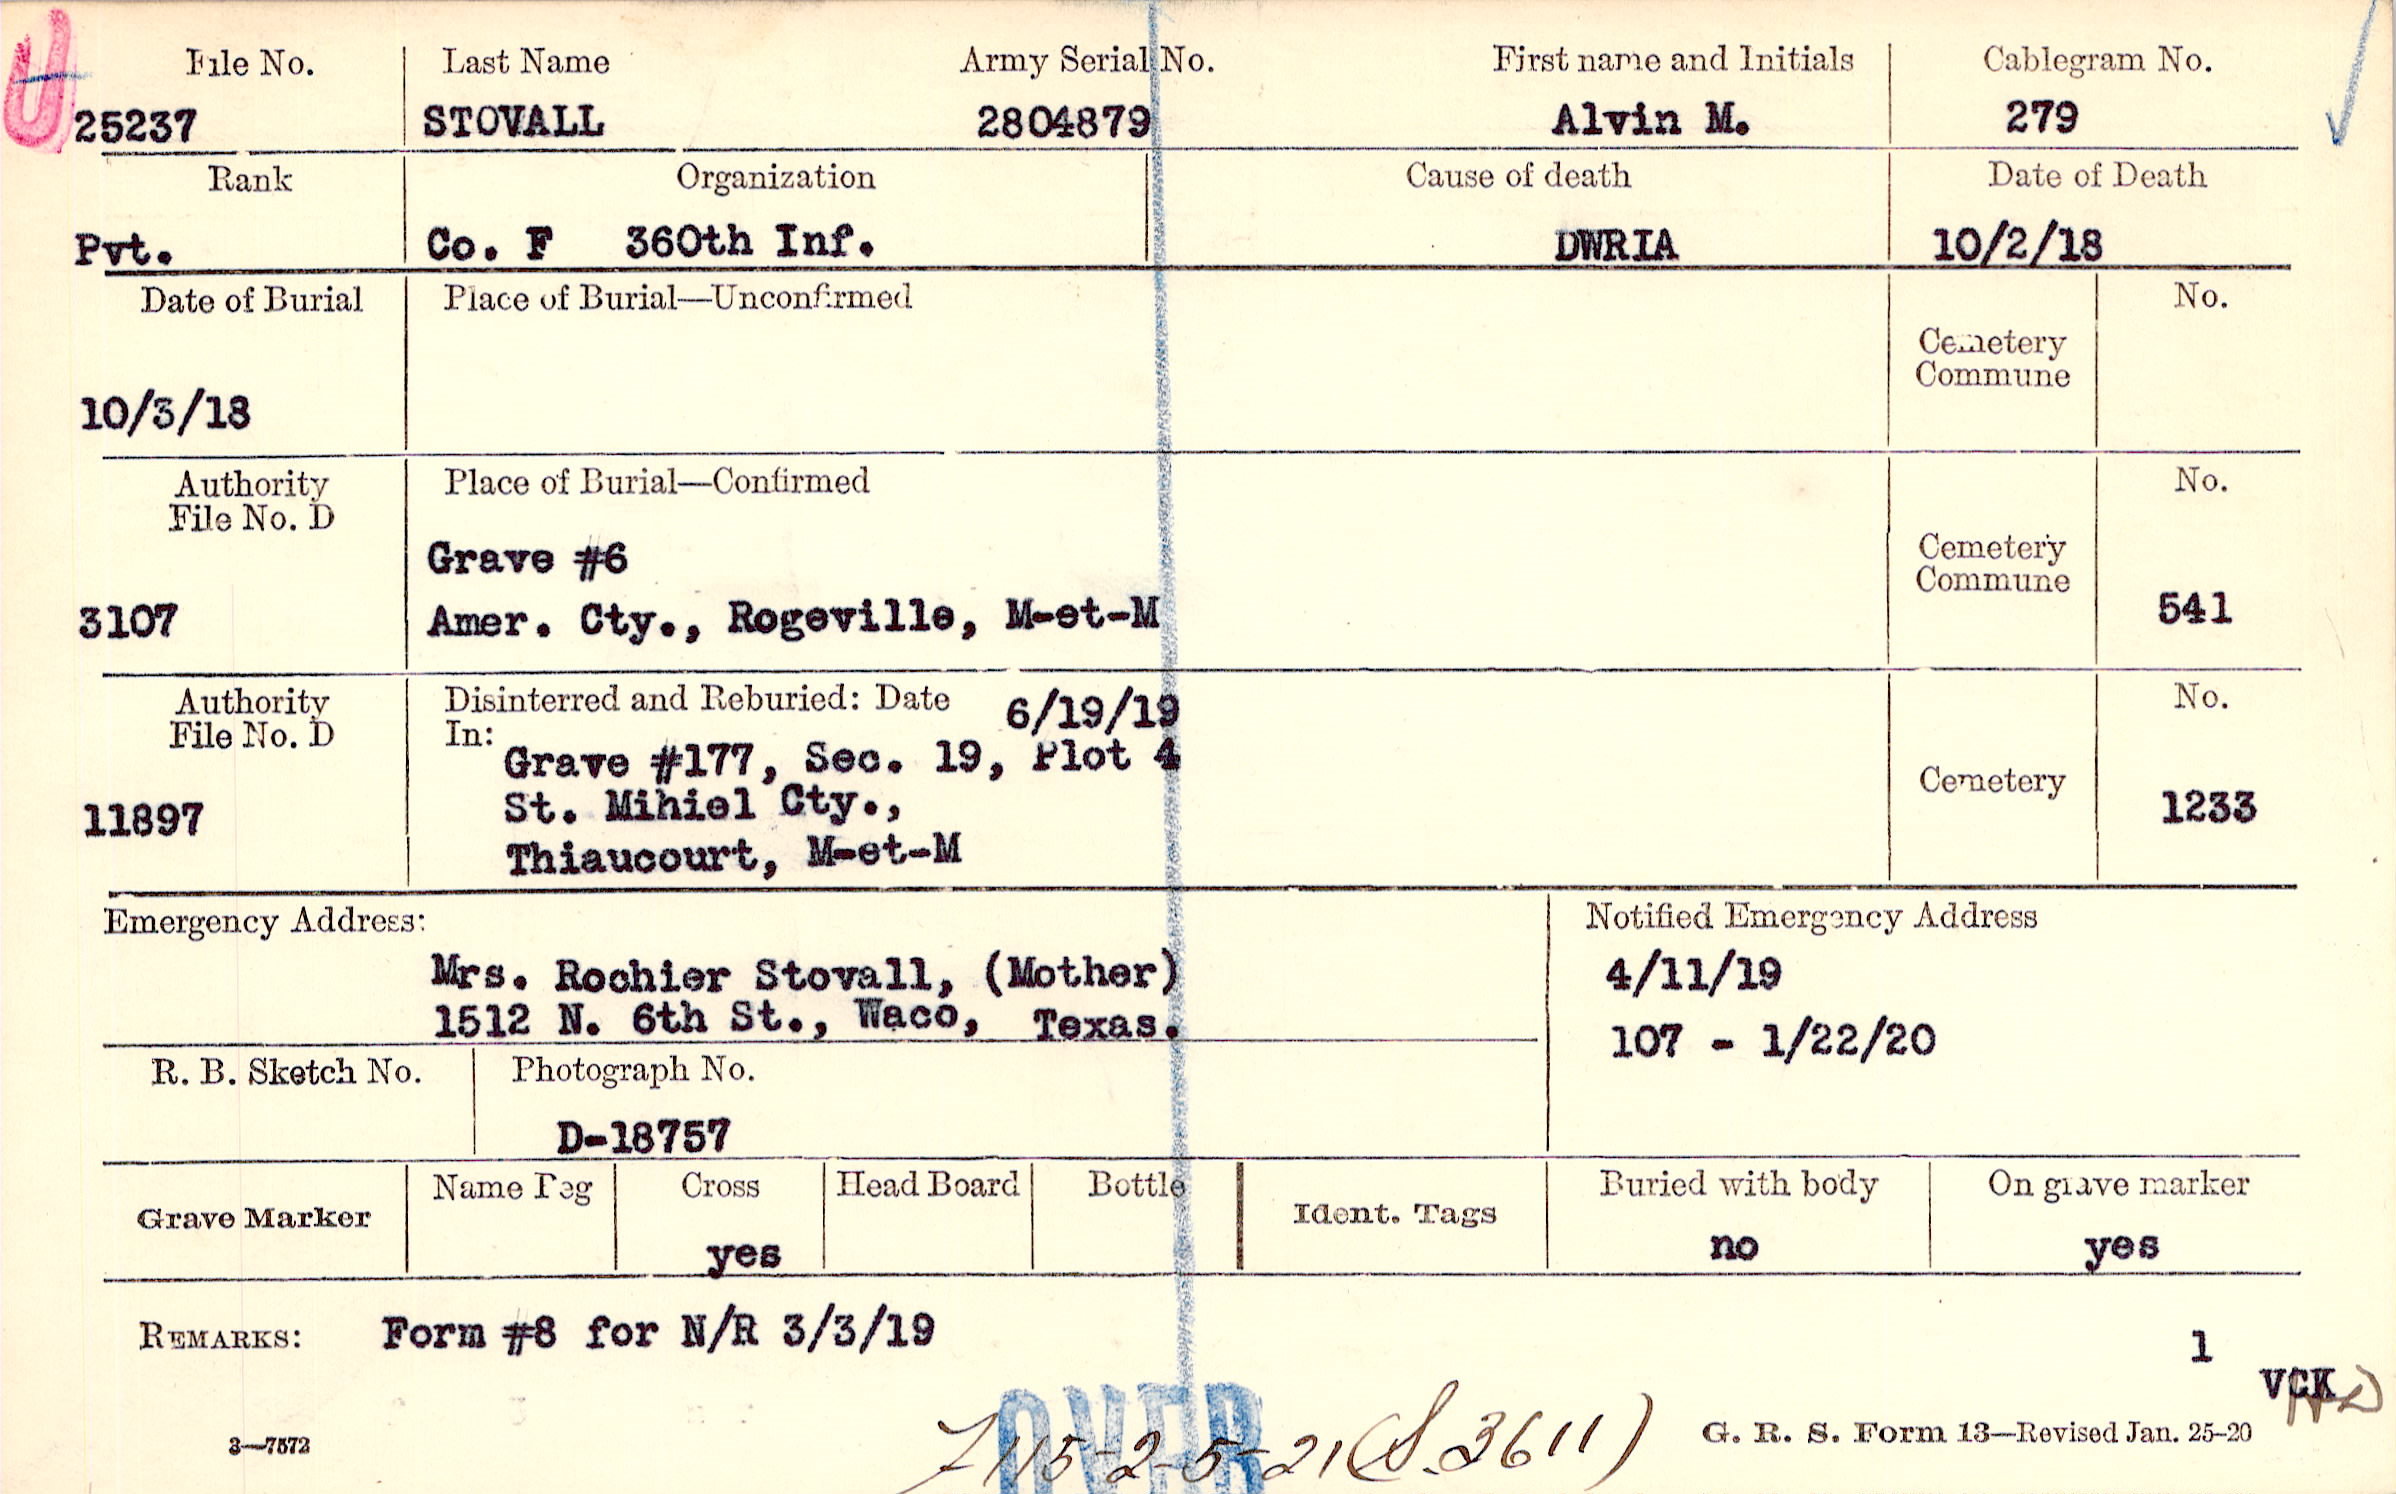 U
File No. Last Name Army Serial No. First name and Initials Cablegram No.
25237 STOVALL 2804879 Alvin M. 279
Rank Organization Cause of death Date of Death
Pvt. Co. F 360th Inf. DWRIA 10/2/18
Date of Burial Place of Burial—Unconfirmed No.
Cemetery
Commune
10/3/18
Authority Place of Burial—Confirmed No.
File No. D
Grave #6 Cemetery
Commune
3107 Amer. Cty., Rogeville, M-et-M 541
Authority Disinterred and Reburied: Date 6/19/19 No.
File No. D In:
Grave #177, Sec. 19, Plot 4
Cemetery
11897 St. Mihiel Cty., 1233
Thiaucourt, M-et-M
Emergency Address: Notified Emergency Address
Mrs. Rochier Stovall, (Mother) 4/11/19
1512 N. 6th St., Waco, Texas. 107 - 1/22/20
R. B. Sketch No. Photograph No.
D-18757
Grave Marker Name Peg Cross Head Board Bottle Ident. Tags Buried with body On grave marker
yes no yes
REMARKS: Form #8 for N/R 3/3/19 1
VCK
OVER
115-2-5-21 (S. 3611)
3—7572 G. R. S. Form 13—Revised Jan. 25-20